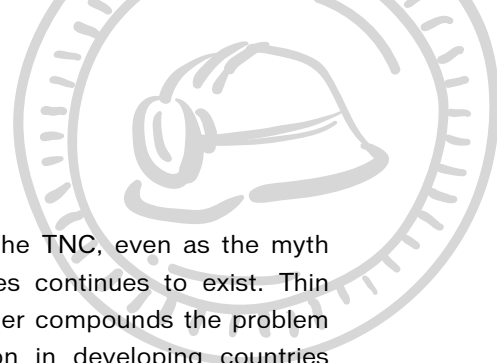 he TNC, even as the myth
es continues to exist. Thin
er compounds the problem
on in developing countries